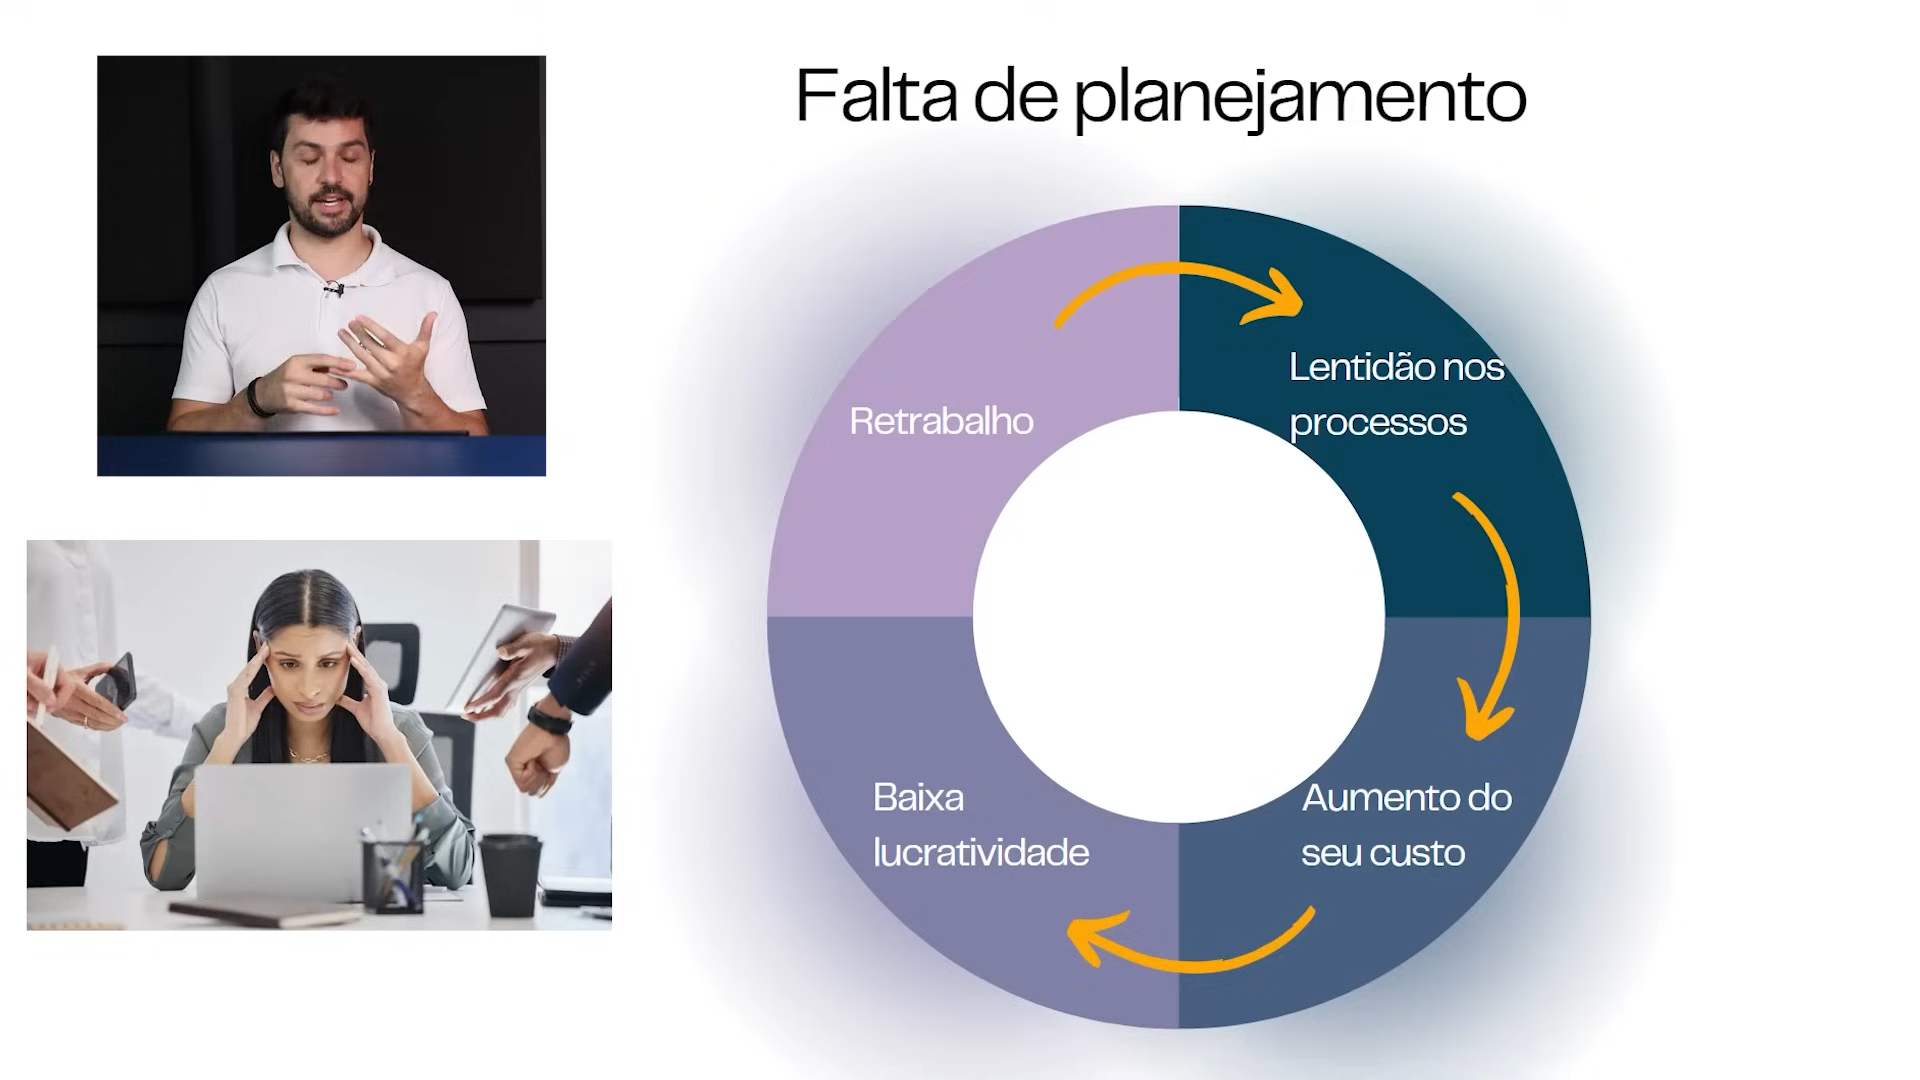 Falta de planejamento
Retrabalho
Lentidão nos
processos
Aumento do
seu custo
Baixa
lucratividade